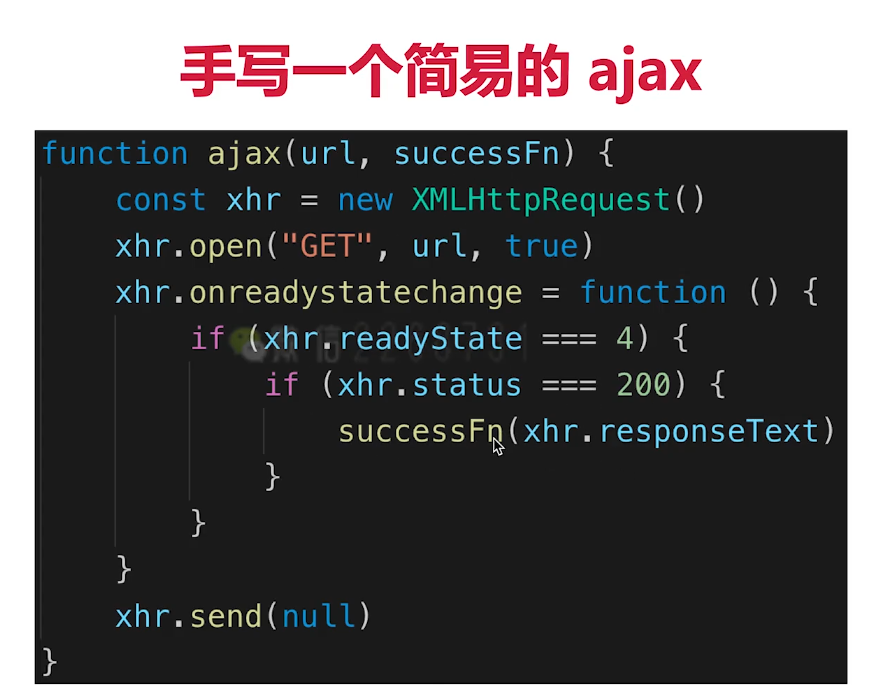 手写一个简易的 ajax
function ajax(url, successFn) {
    const xhr = new XMLHttpRequest()
    xhr.open("GET", url, true)
    xhr.onreadystatechange = function () {
        if (xhr.readyState === 4) {
            if (xhr.status === 200) {
                successFn(xhr.responseText)
            }
        }
    }
    xhr.send(null)
}